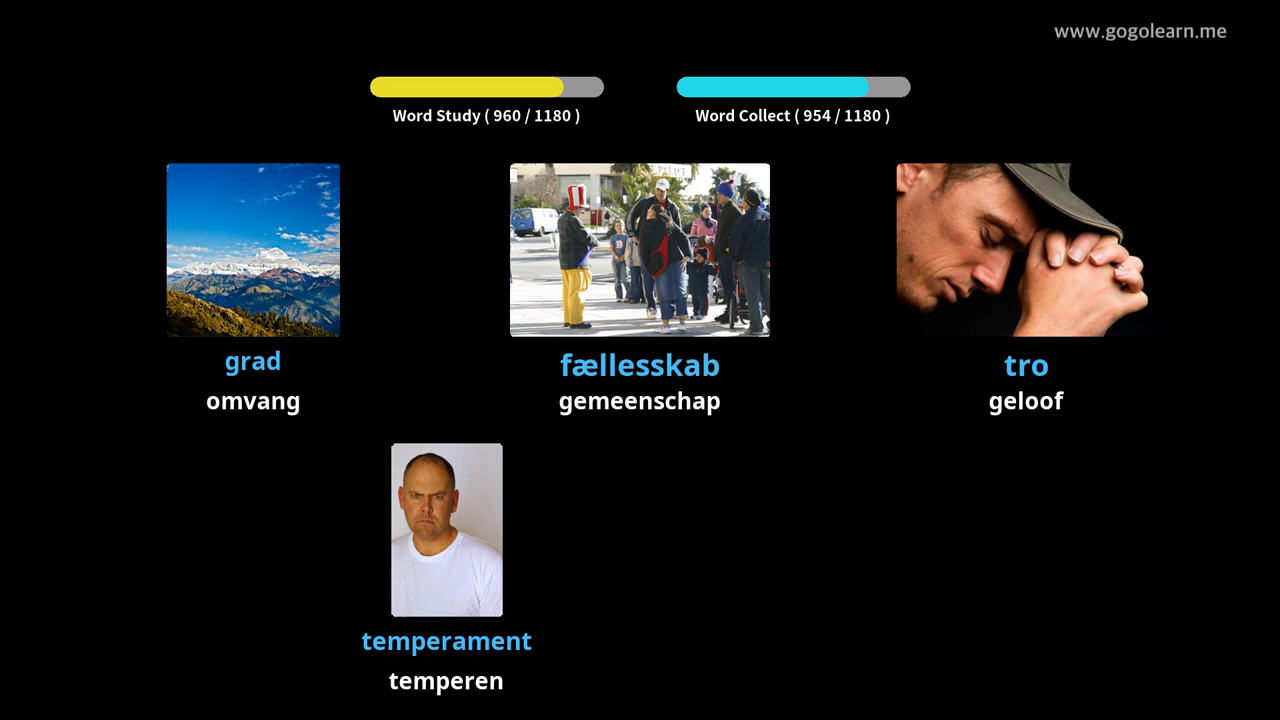 www.gogolearn.me
Word Study ( 960 / 1180 )
Word Collect ( 954 / 1180 )
grad
omvang
fællesskab
gemeenschap
tro
geloof
temperament
temperen